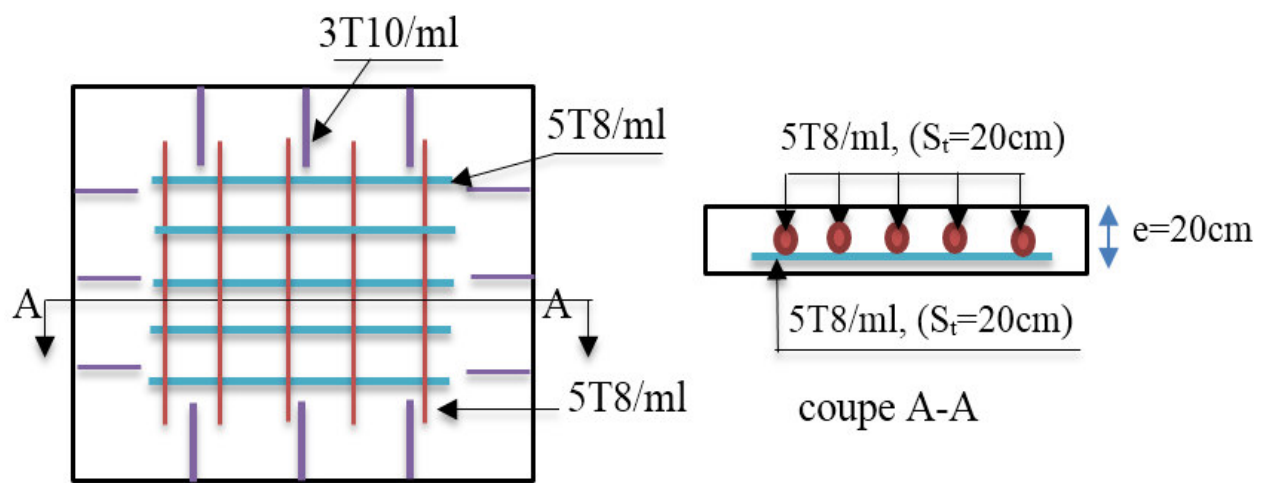 3T10/ml
5T8/ml
A
A
5T8/ml
5T8/ml, (Sₜ=20cm)
e=20cm
5T8/ml, (Sₜ=20cm)
coupe A-A